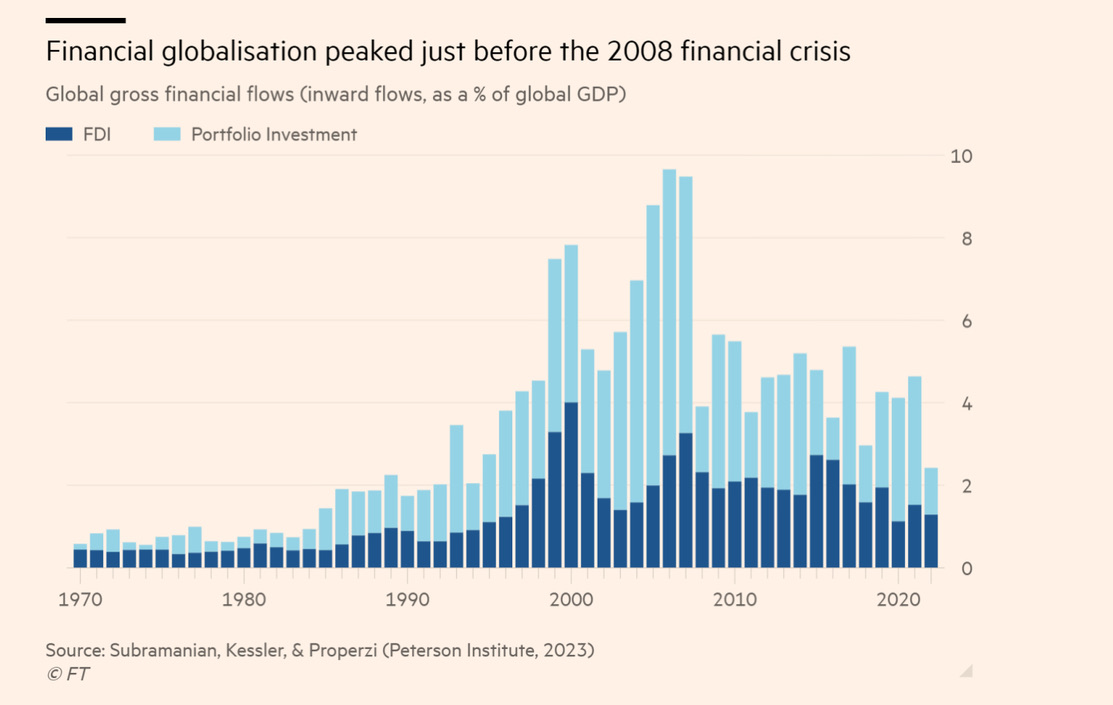 Financial globalisation peaked just before the 2008 financial crisis
Global gross financial flows (inward flows, as a % of global GDP)
FDI Portfolio Investment
10
8
6
4
2
0
1970 1980 1990 2000 2010 2020
Source: Subramanian, Kessler, & Properzi (Peterson Institute, 2023)
© FT